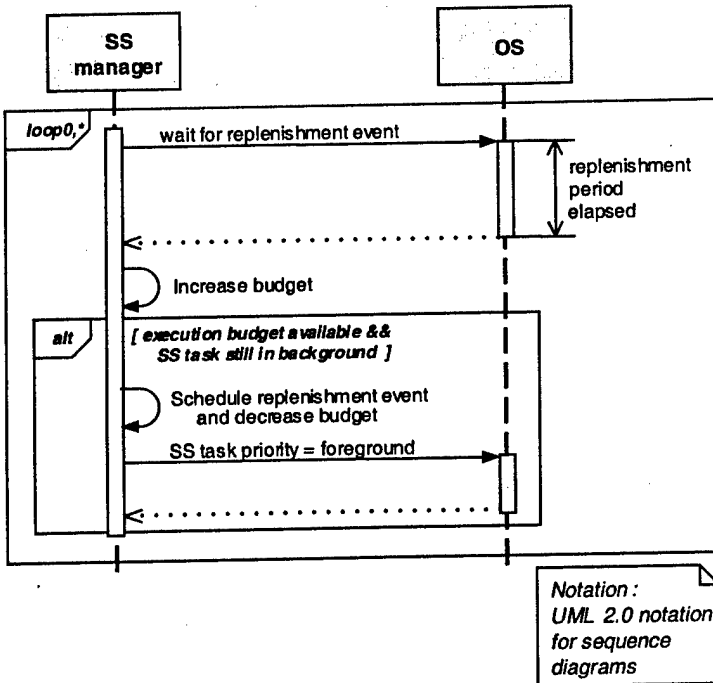 SS
manager
OS
loop0,*
wait for replenishment event
replenishment
period
elapsed
Increase budget
alt
[ execution budget available &&
SS task still in background ]
Schedule replenishment event
and decrease budget
SS task priority = foreground
Notation :
UML 2.0 notation
for sequence
diagrams